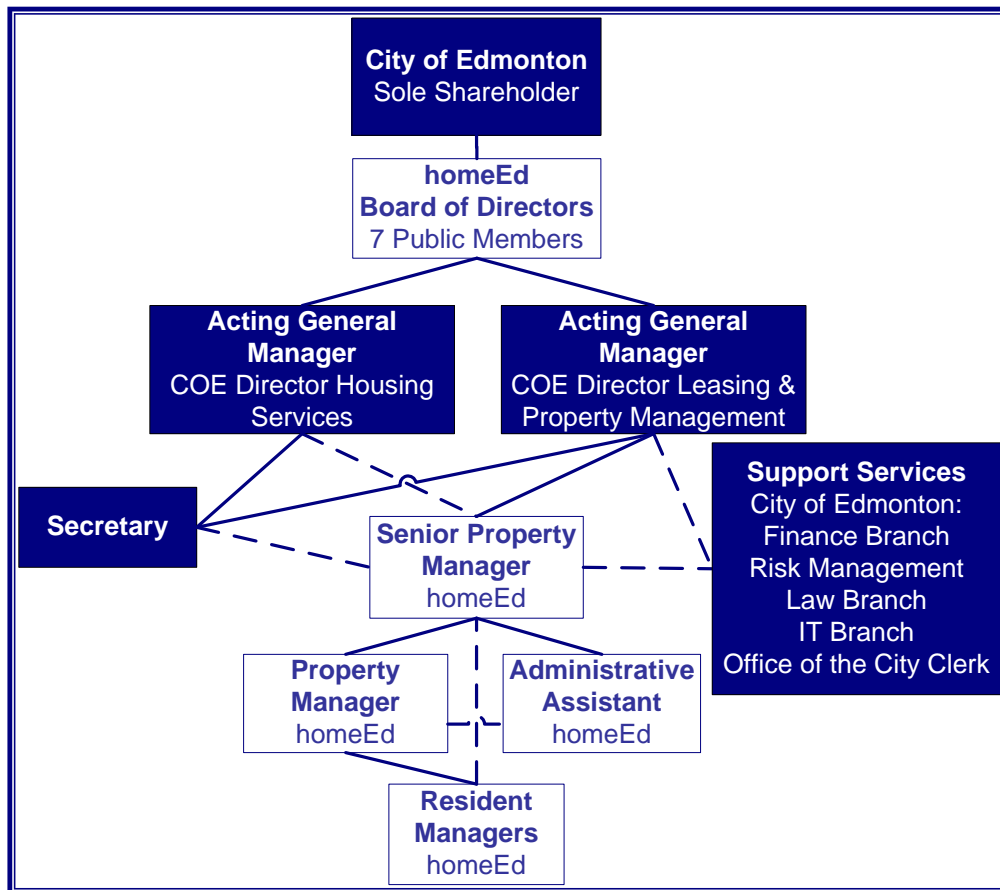 City of Edmonton
Sole Shareholder
homeEd
Board of Directors
7 Public Members
Acting General
Manager
COE Director Housing
Services
Acting General
Manager
COE Director Leasing &
Property Management
Secretary
Support Services
City of Edmonton:
Finance Branch
Risk Management
Law Branch
IT Branch
Office of the City Clerk
Senior Property
Manager
homeEd
Property
Manager
homeEd
Administrative
Assistant
homeEd
Resident
Managers
homeEd